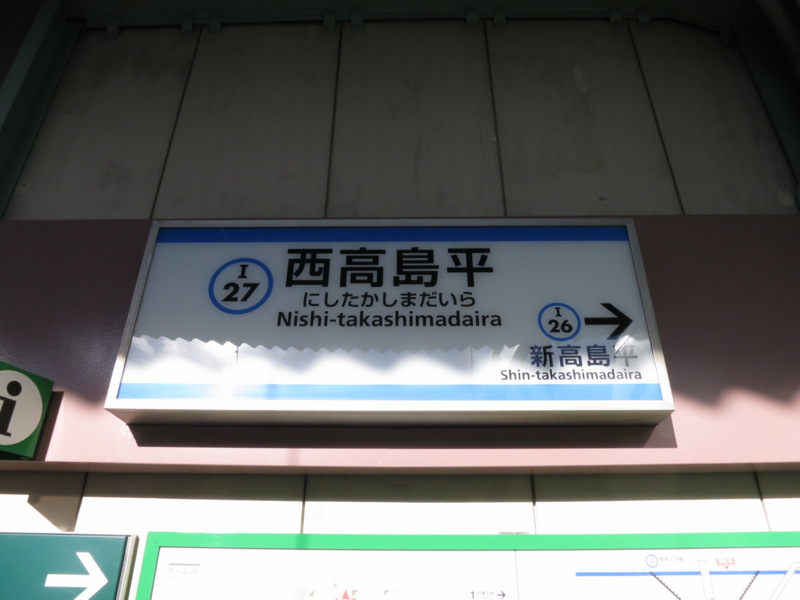 I
27
西高島平
にしたかしまだいら
Nishi-takashimadaira
I
26
→
新高島平
Shin-takashimadaira
i
→
1
→